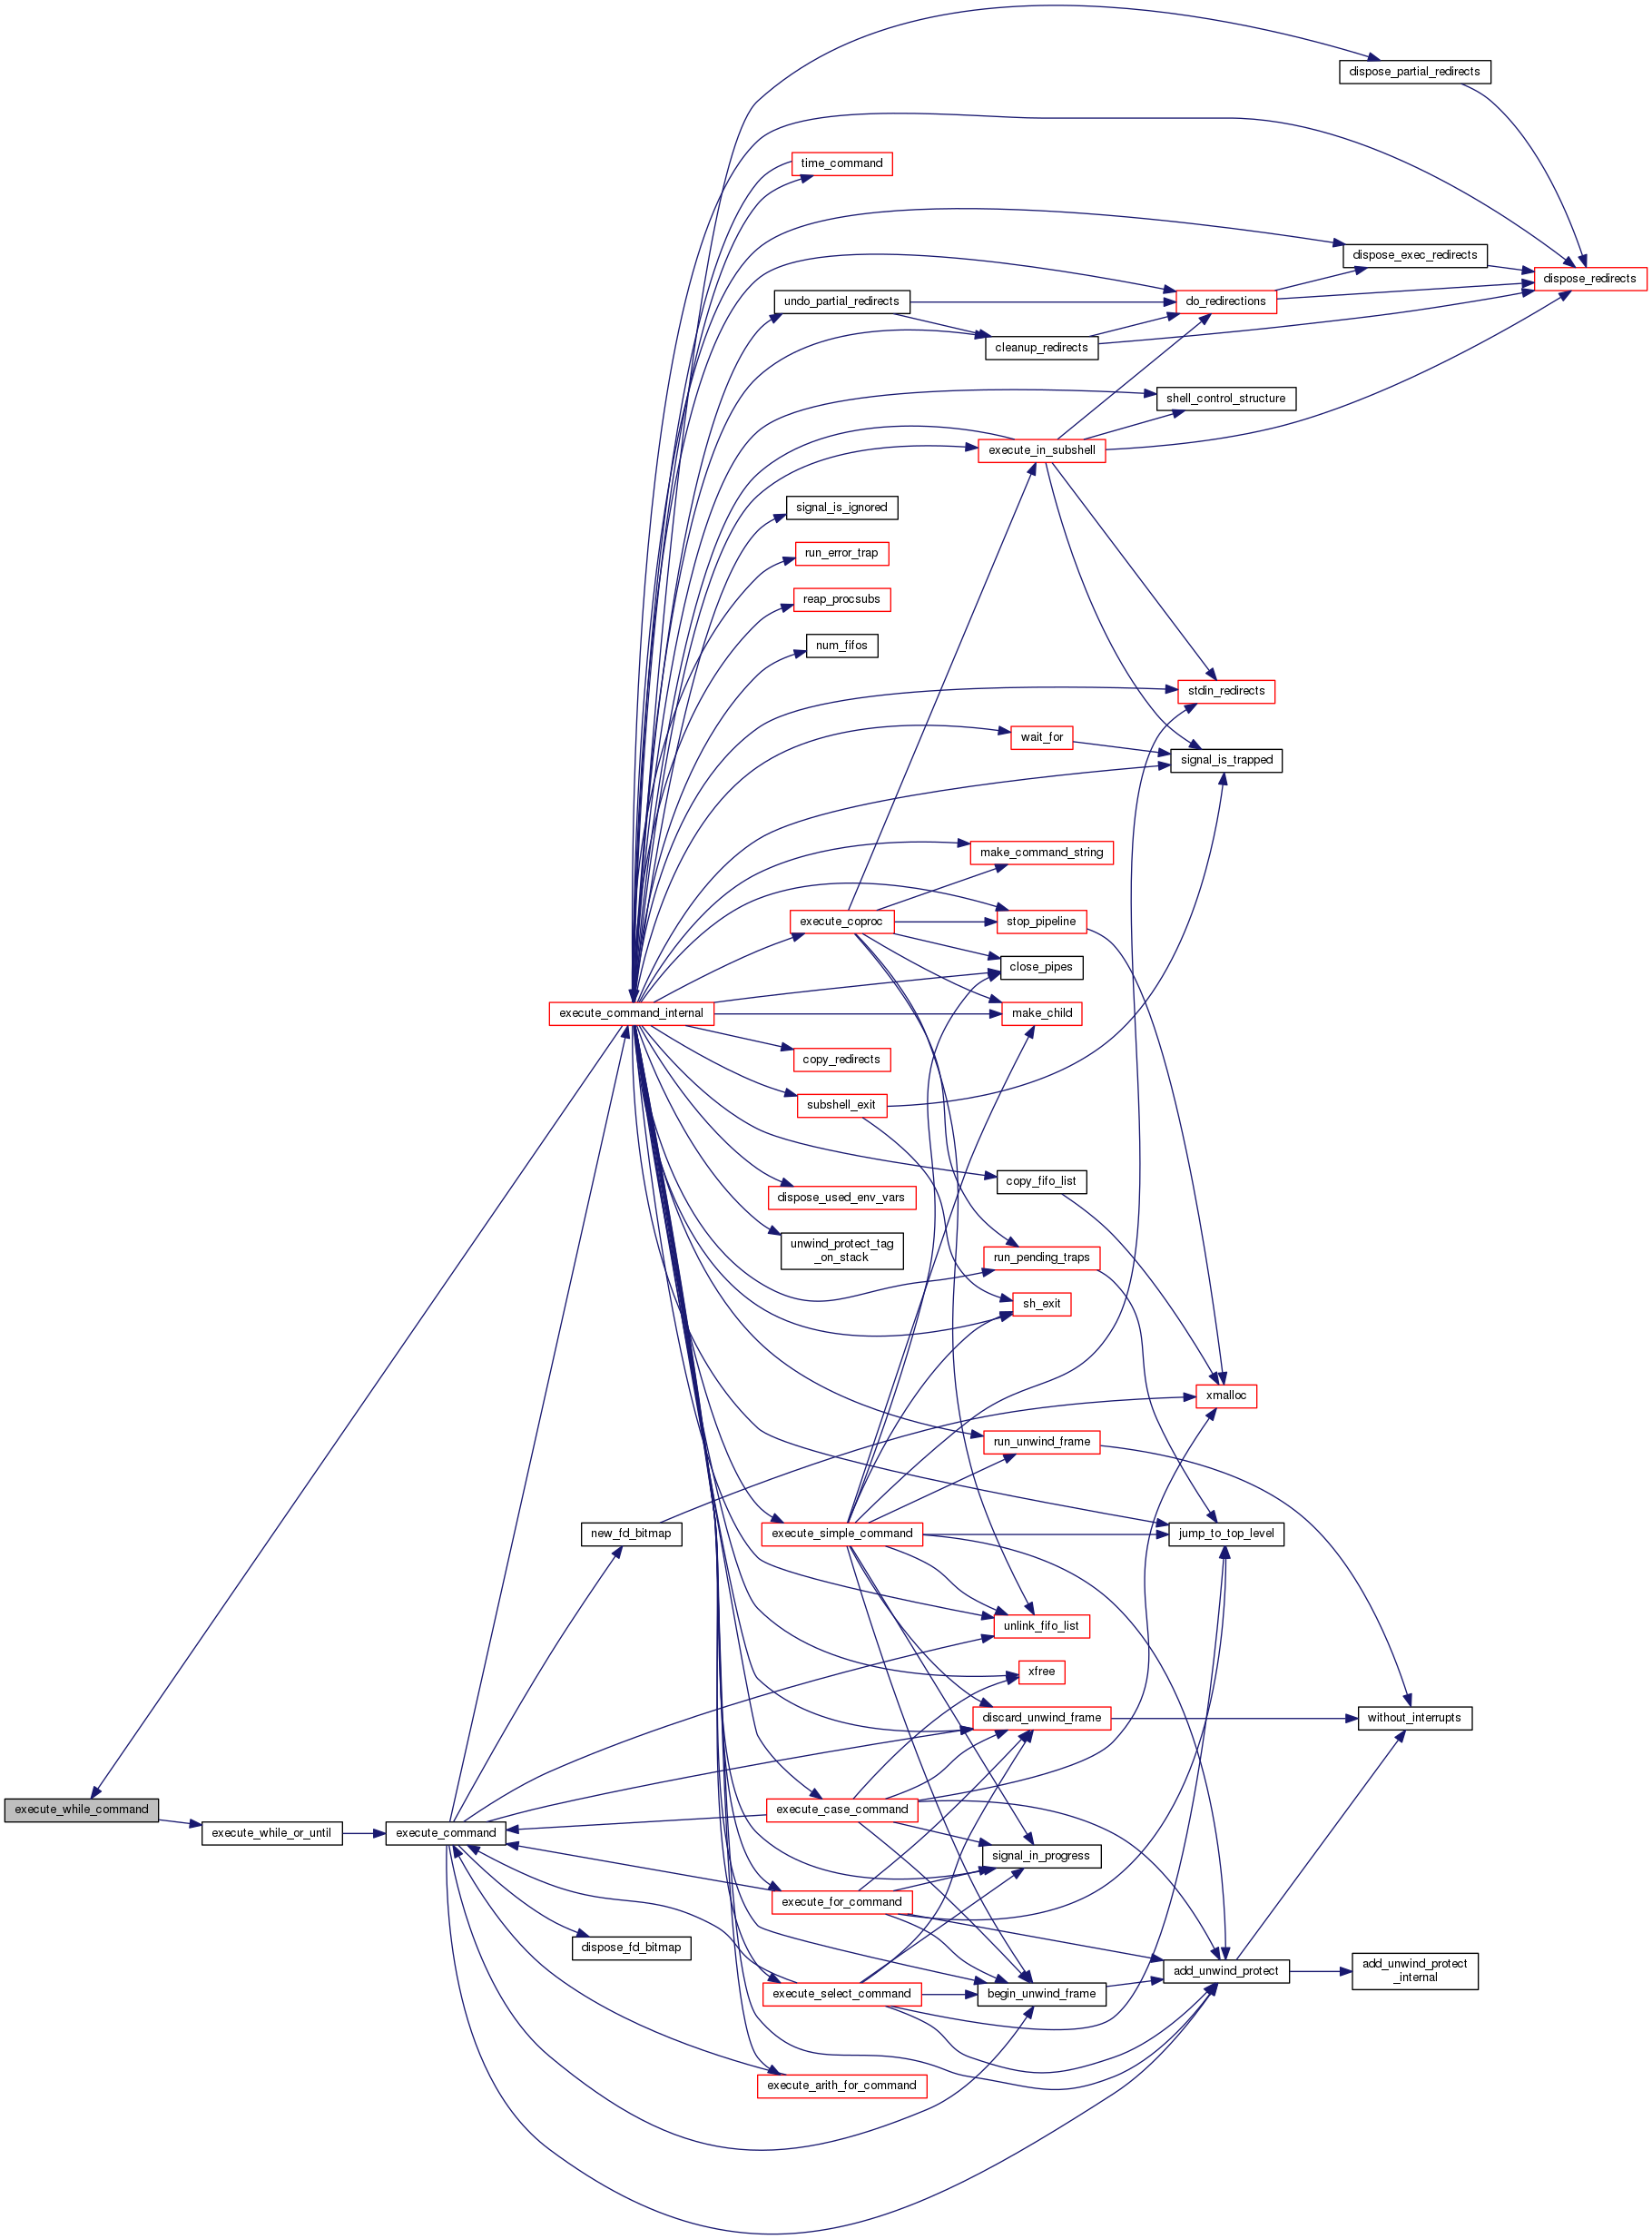 dispose_partial_redirects
time_command
dispose_exec_redirects
dispose_redirects
undo_partial_redirects
do_redirections
cleanup_redirects
shell_control_structure
execute_in_subshell
signal_is_ignored
run_error_trap
reap_procsubs
num_fifos
stdin_redirects
wait_for
signal_is_trapped
make_command_string
execute_coproc
stop_pipeline
close_pipes
execute_command_internal
make_child
copy_redirects
subshell_exit
copy_fifo_list
dispose_used_env_vars
unwind_protect_tag
_on_stack
run_pending_traps
sh_exit
xmalloc
run_unwind_frame
new_fd_bitmap
execute_simple_command
jump_to_top_level
unlink_fifo_list
xfree
discard_unwind_frame
without_interrupts
execute_while_command
execute_case_command
execute_while_or_until
execute_command
signal_in_progress
execute_for_command
dispose_fd_bitmap
add_unwind_protect
add_unwind_protect
_internal
execute_select_command
begin_unwind_frame
execute_arith_for_command